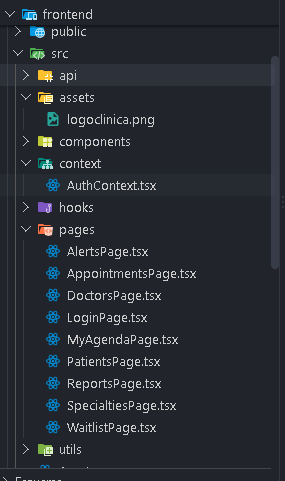 frontend
public
src
api
assets
logoclinica.png
components
context
AuthContext.tsx
hooks
pages
AlertsPage.tsx
AppointmentsPage.tsx
DoctorsPage.tsx
LoginPage.tsx
MyAgendaPage.tsx
PatientsPage.tsx
ReportsPage.tsx
SpecialtiesPage.tsx
WaitlistPage.tsx
utils